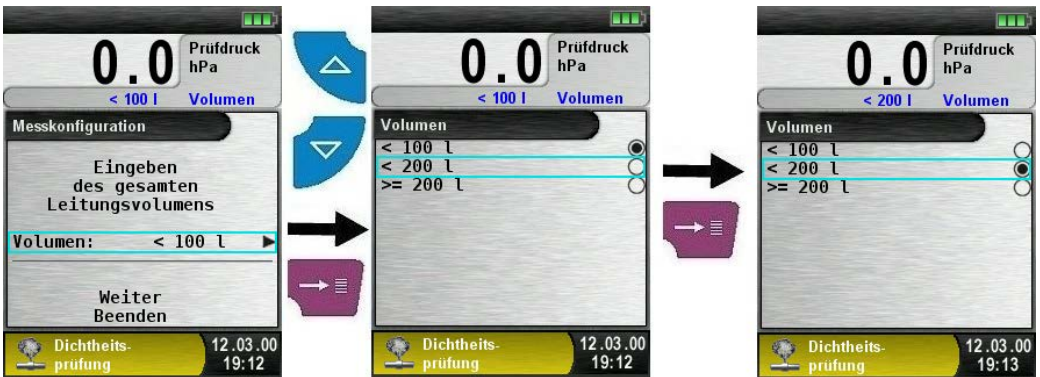 0.0
Prüfdruck
hPa
< 100 l Volumen
Messkonfiguration
Eingeben
des gesamten
Leitungsvolumens
Volumen: < 100 l
Weiter
Beenden
Dichtheits-
prüfung
12.03.00
19:12
0.0
Prüfdruck
hPa
< 100 l Volumen
Volumen
< 100 l
< 200 l
>= 200 l
Dichtheits-
prüfung
12.03.00
19:12
0.0
Prüfdruck
hPa
< 200 l Volumen
Volumen
< 100 l
< 200 l
>= 200 l
Dichtheits-
prüfung
12.03.00
19:13